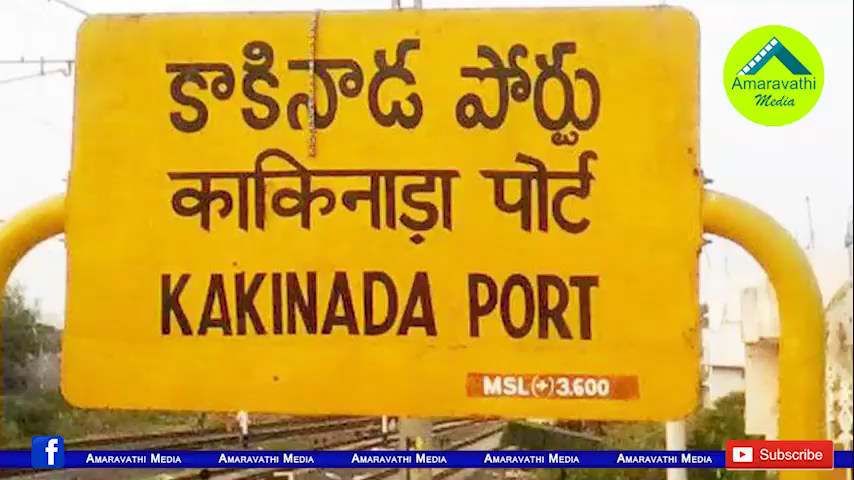 కాకినాడ పోర్టు
काकिनाड़ा पोर्ट
KAKINADA PORT
MSL(+)3.600
Amaravathi
Media
f AMARAVATHI MEDIA AMARAVATHI MEDIA AMARAVATHI MEDIA AMARAVATHI MEDIA AMARAVATHI MEDIA Subscribe